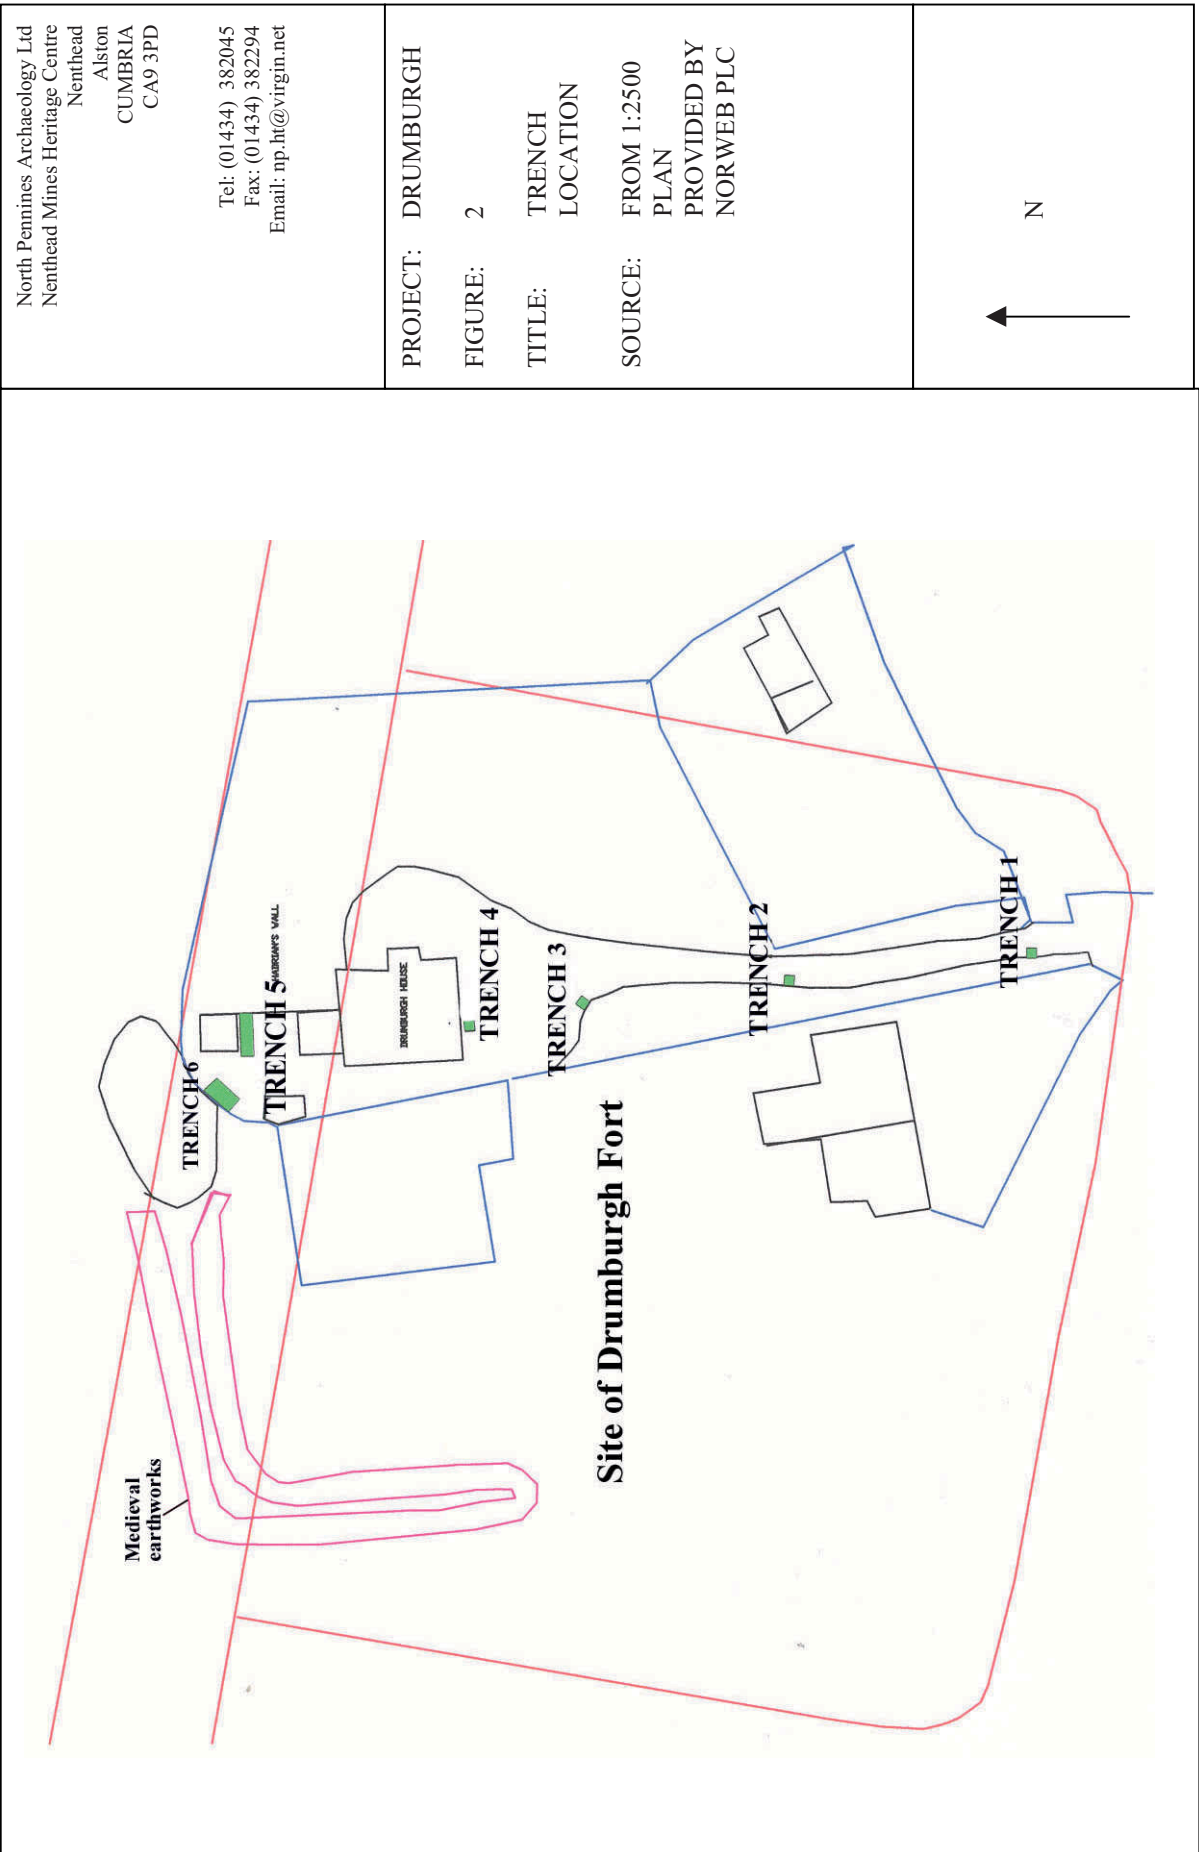 North Pennines Archaeology Ltd
Nenthead Mines Heritage Centre
Nenthead
Alston
CUMBRIA
CA9 3PD
Tel: (01434) 382045
Fax: (01434) 382294
Email: np.ht@virgin.net
PROJECT: DRUMBURGH
FIGURE: 2
TITLE: TRENCH
LOCATION
SOURCE: FROM 1:2500
PLAN
PROVIDED BY
NORWEB PLC
N
Medieval
earthworks
TRENCH 6
TRENCH 5
HADRIAN'S WALL
DRUMBURGH HOUSE
TRENCH 4
TRENCH 3
Site of Drumburgh Fort
TRENCH 2
TRENCH 1